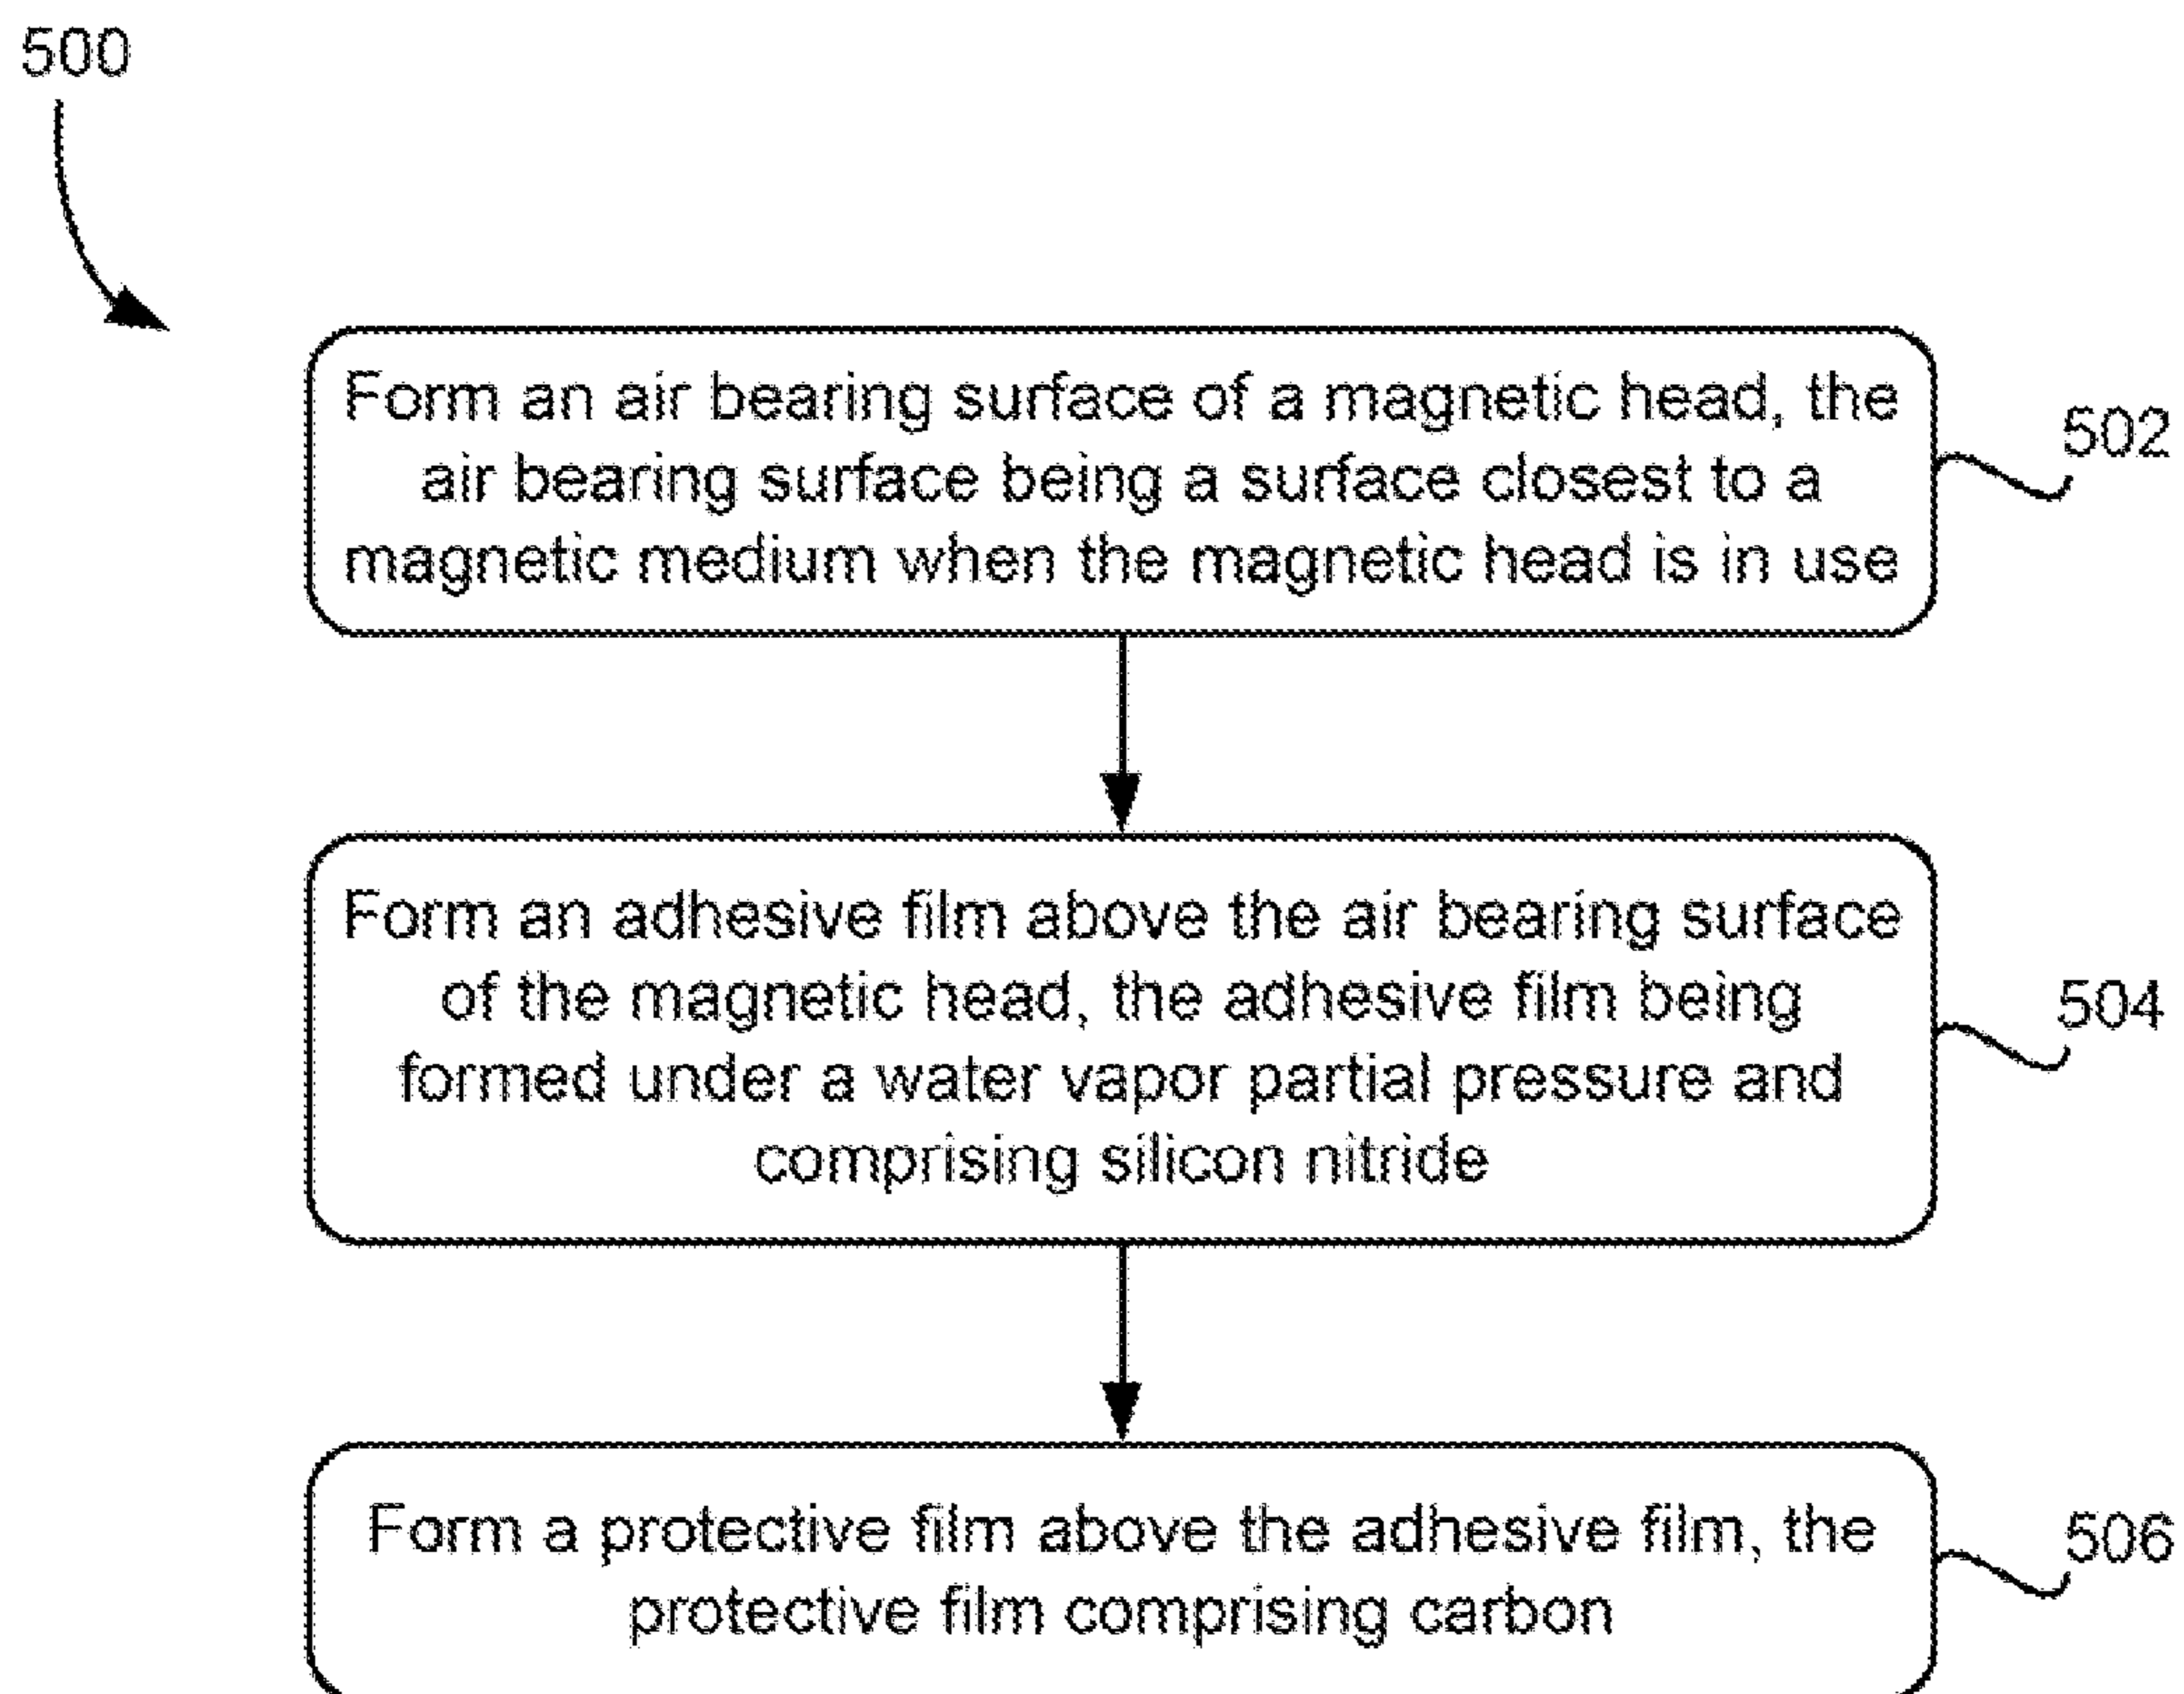 500
Form an air bearing surface of a magnetic head, the
air bearing surface being a surface closest to a
magnetic medium when the magnetic head is in use
502
Form an adhesive film above the air bearing surface
of the magnetic head, the adhesive film being
formed under a water vapor partial pressure and
comprising silicon nitride
504
Form a protective film above the adhesive film, the
protective film comprising carbon
506